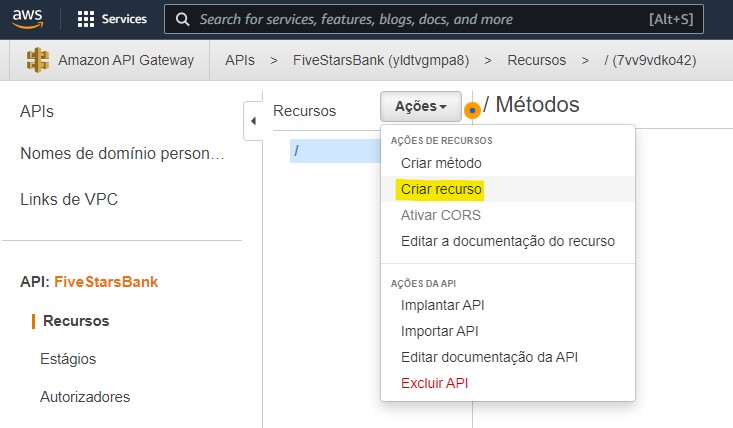 aws Services Search for services, features, blogs, docs, and more [Alt+S]
Amazon API Gateway APIs > FiveStarsBank (yldtvgmpa8) > Recursos > / (7vv9vdko42)
APIs
Nomes de domínio person...
Links de VPC
API: FiveStarsBank
Recursos
Estágios
Autorizadores
Recursos
/
Ações
AÇÕES DE RECURSOS
Criar método
Criar recurso
Ativar CORS
Editar a documentação do recurso
AÇÕES DA API
Implantar API
Importar API
Editar documentação da API
Excluir API
/ Métodos